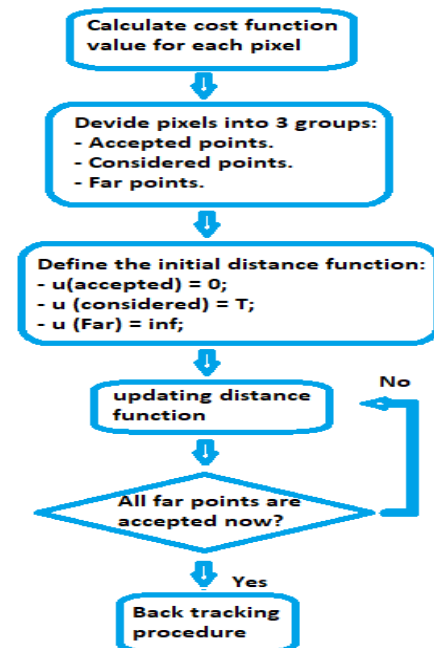 Calculate cost function
value for each pixel
Devide pixels into 3 groups:
- Accepted points.
- Considered points.
- Far points.
Define the initial distance function:
- u(accepted) = 0;
- u (considered) = T;
- u (Far) = inf;
No
updating distance
function
All far points are
accepted now?
Yes
Back tracking
procedure